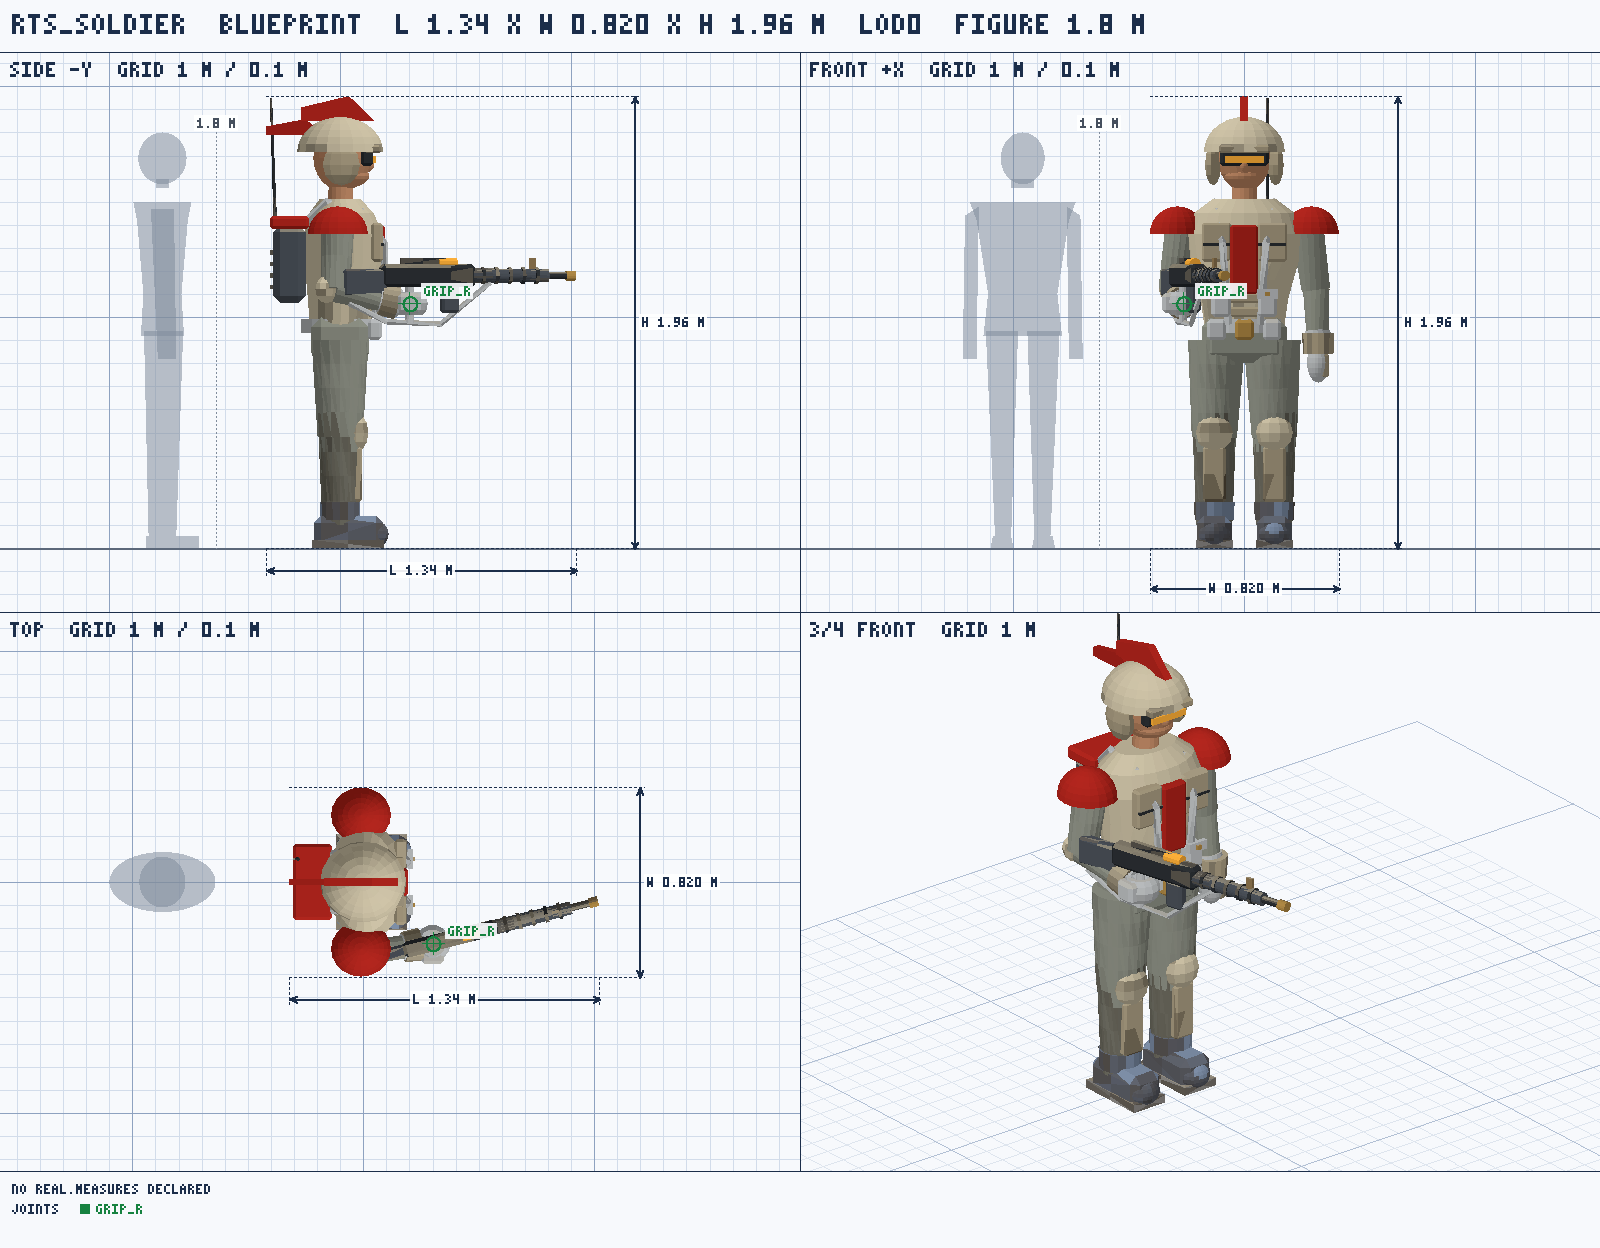 RTS_SOLDIER BLUEPRINT L 1.34 X W 0.820 X H 1.96 M LOD0 FIGURE 1.8 M
SIDE -Y GRID 1 M / 0.1 M
1.8 M
GRIP_R
H 1.96 M
L 1.34 M
FRONT +X GRID 1 M / 0.1 M
1.8 M
GRIP_R
H 1.96 M
W 0.820 M
TOP GRID 1 M / 0.1 M
GRIP_R
W 0.820 M
L 1.34 M
3/4 FRONT GRID 1 M
NO REAL.MEASURES DECLARED
JOINTS GRIP_R